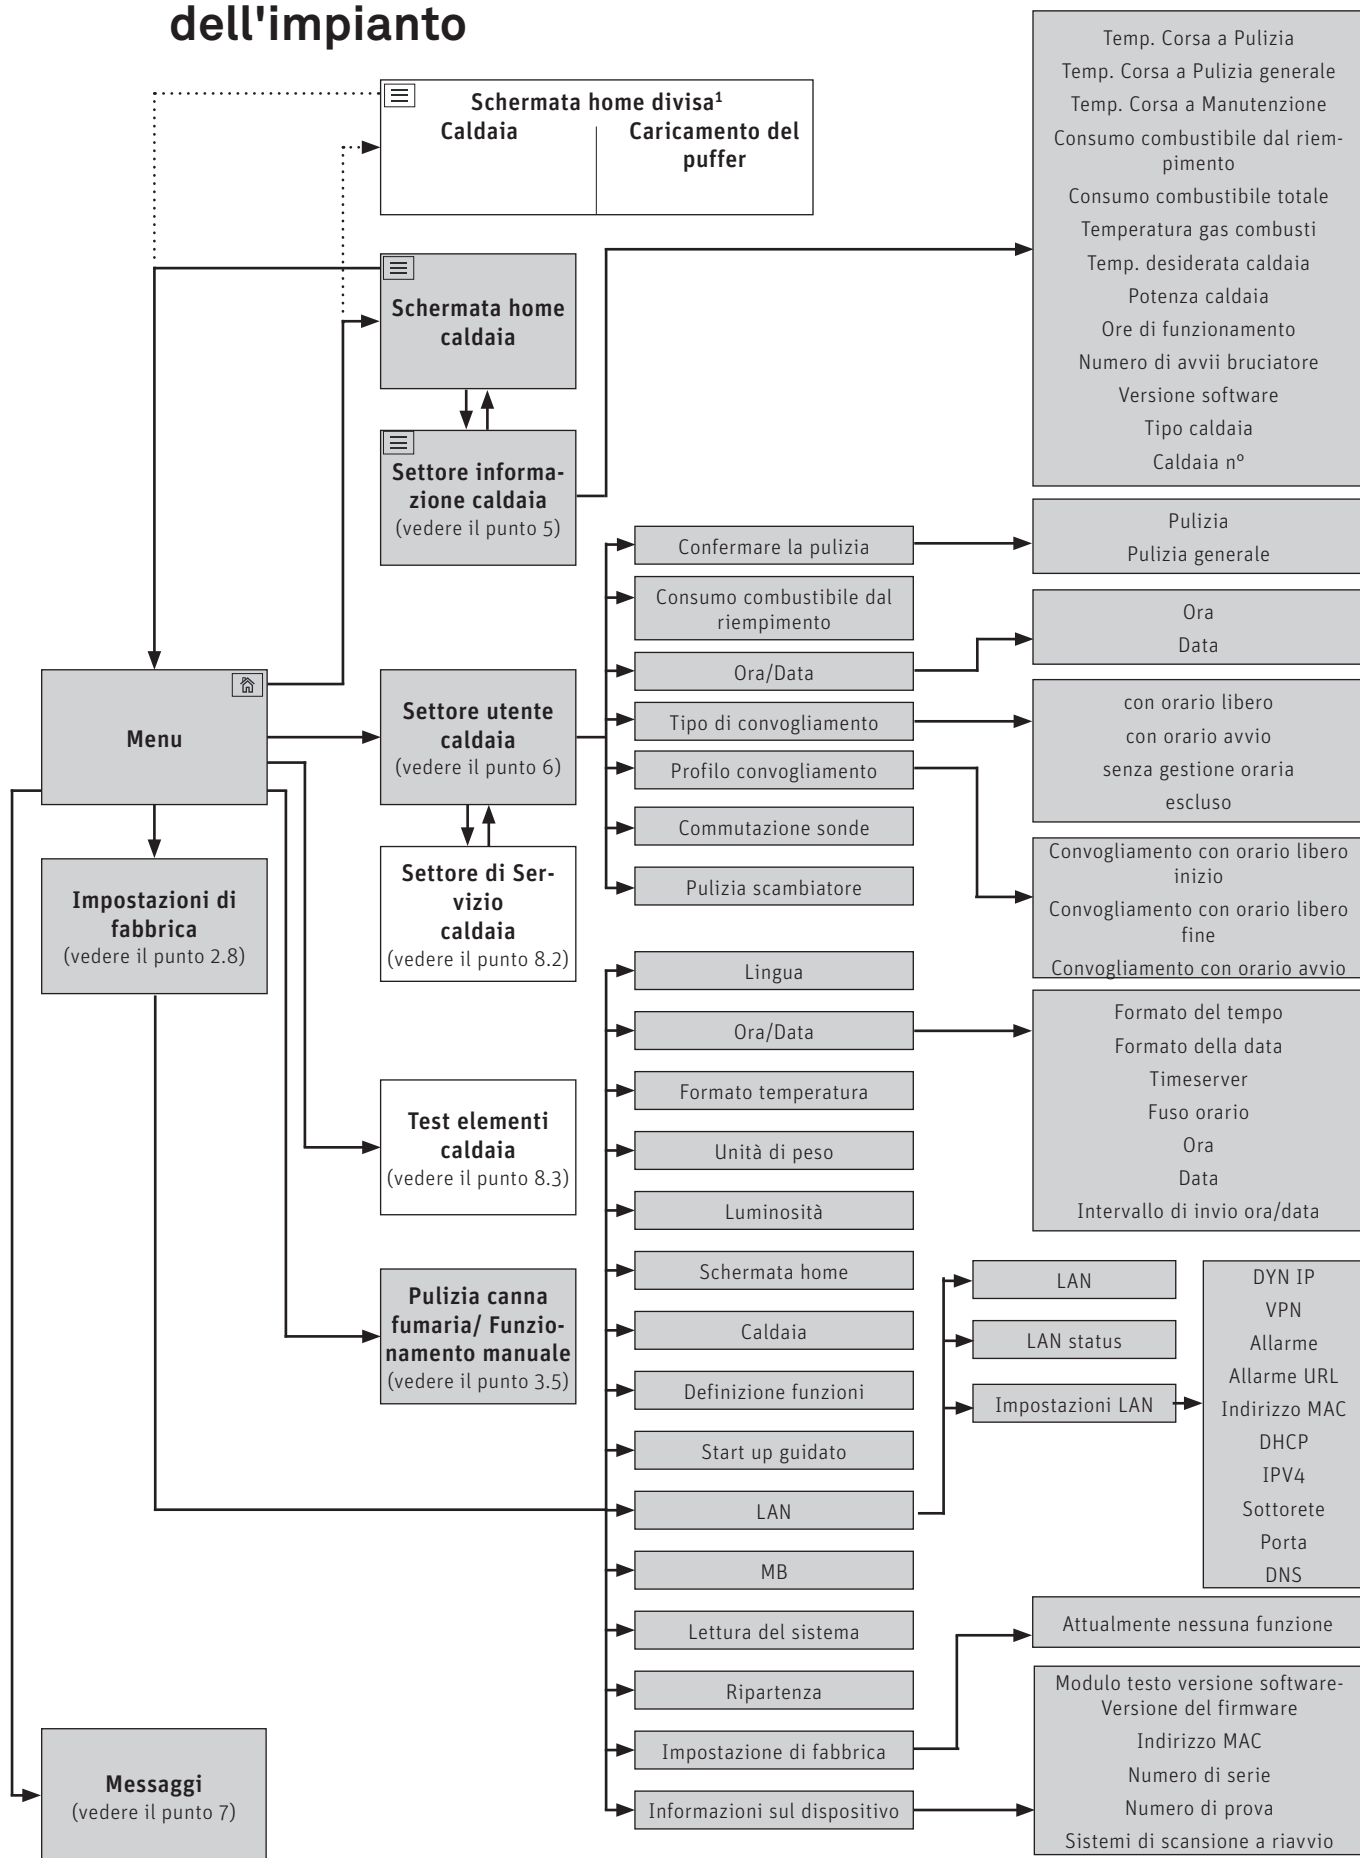 dell'impianto
Schermata home divisa¹
Caldaia
Caricamento del
puffer
Schermata home
caldaia
Settore informa-
zione caldaia
(vedere il punto 5)
Temp. Corsa a Pulizia
Temp. Corsa a Pulizia generale
Temp. Corsa a Manutenzione
Consumo combustibile dal riem-
pimento
Consumo combustibile totale
Temperatura gas combusti
Temp. desiderata caldaia
Potenza caldaia
Ore di funzionamento
Numero di avvii bruciatore
Versione software
Tipo caldaia
Caldaia n°
Menu
Settore utente
caldaia
(vedere il punto 6)
Settore di Ser-
vizio
caldaia
(vedere il punto 8.2)
Confermare la pulizia
Consumo combustibile dal
riempimento
Ora/Data
Tipo di convogliamento
Profilo convogliamento
Commutazione sonde
Pulizia scambiatore
Pulizia
Pulizia generale
Ora
Data
con orario libero
con orario avvio
senza gestione oraria
escluso
Convogliamento con orario libero
inizio
Convogliamento con orario libero
fine
Convogliamento con orario avvio
Impostazioni di
fabbrica
(vedere il punto 2.8)
Test elementi
caldaia
(vedere il punto 8.3)
Pulizia canna
fumaria/ Funzio-
namento manuale
(vedere il punto 3.5)
Messaggi
(vedere il punto 7)
Lingua
Ora/Data
Formato temperatura
Unità di peso
Luminosità
Schermata home
Caldaia
Definizione funzioni
Start up guidato
LAN
MB
Lettura del sistema
Ripartenza
Impostazione di fabbrica
Informazioni sul dispositivo
Formato del tempo
Formato della data
Timeserver
Fuso orario
Ora
Data
Intervallo di invio ora/data
LAN
LAN status
Impostazioni LAN
DYN IP
VPN
Allarme
Allarme URL
Indirizzo MAC
DHCP
IPV4
Sottorete
Porta
DNS
Attualmente nessuna funzione
Modulo testo versione software-
Versione del firmware
Indirizzo MAC
Numero di serie
Numero di prova
Sistemi di scansione a riavvio